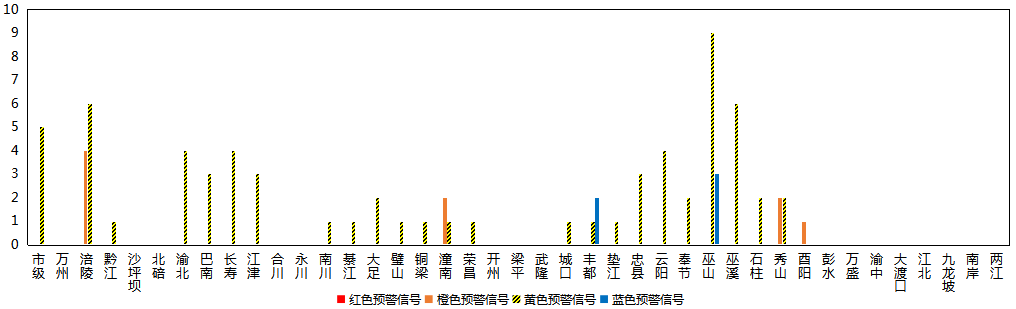 10
9
8
7
6
5
4
3
2
1
0
市级
万州
涪陵
黔江
沙坪坝
北碚
渝北
巴南
长寿
江津
合川
永川
南川
綦江
大足
璧山
铜梁
潼南
荣昌
开州
梁平
武隆
城口
丰都
垫江
忠县
云阳
奉节
巫山
巫溪
石柱
秀山
酉阳
彭水
万盛
渝中
大渡口
江北
九龙坡
南岸
两江
红色预警信号 橙色预警信号 黄色预警信号 蓝色预警信号